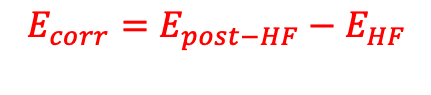 E_corr = E_post−HF − E_HF